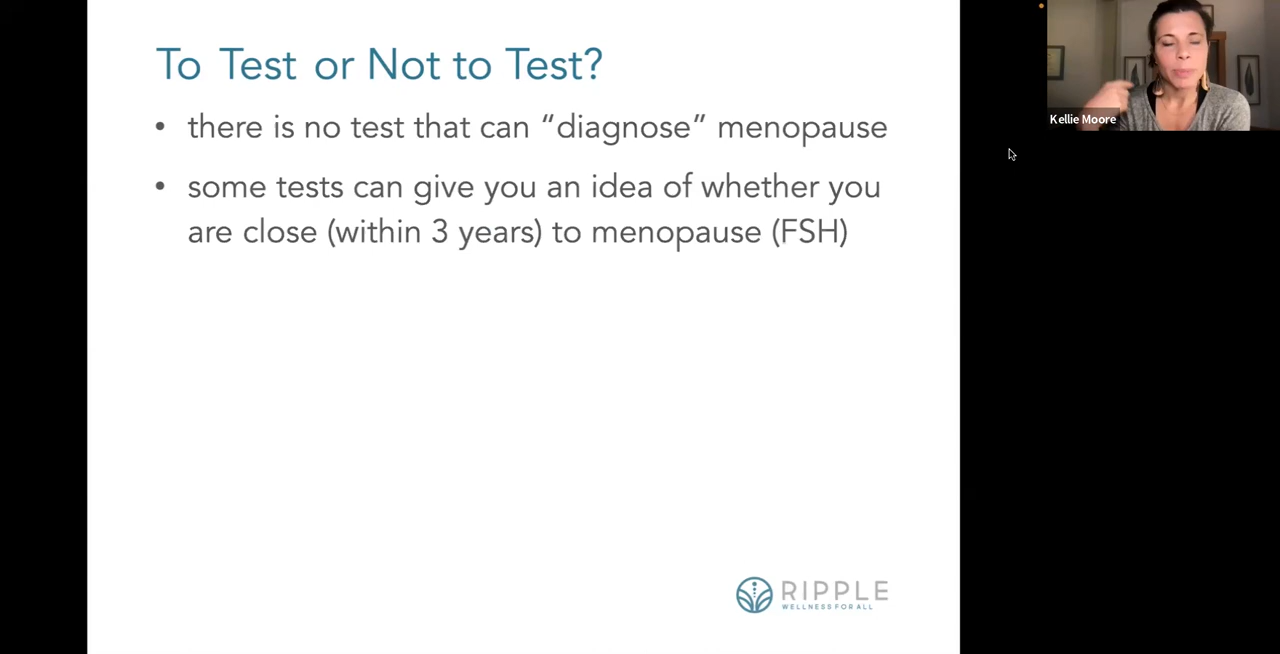 To Test or Not to Test?
• there is no test that can “diagnose” menopause
• some tests can give you an idea of whether you
are close (within 3 years) to menopause (FSH)
Kellie Moore
RIPPLE
WELLNESS FOR ALL